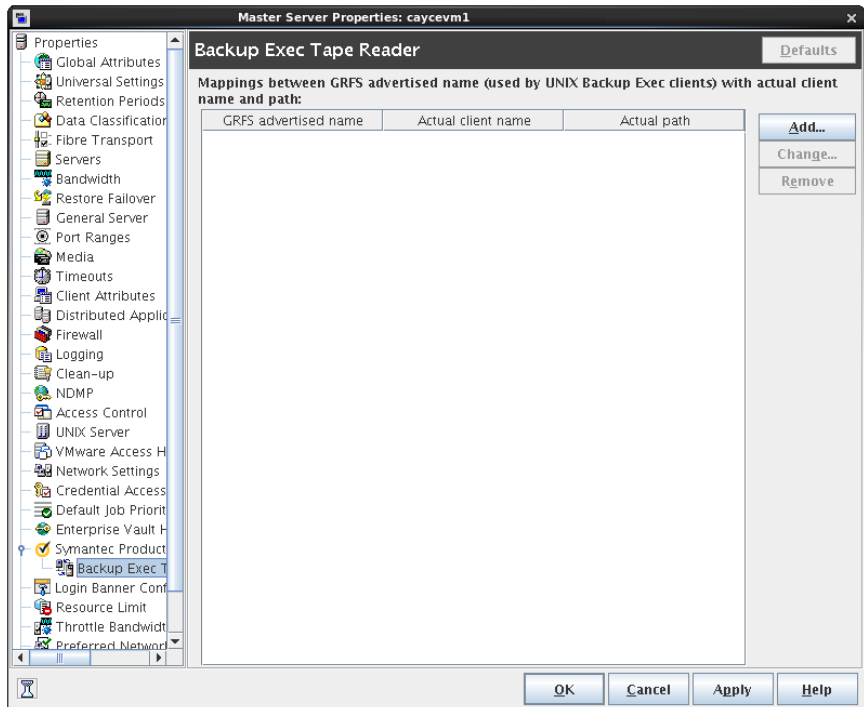 Master Server Properties: caycevm1
Properties
Global Attributes
Universal Settings
Retention Periods
Data Classification
Fibre Transport
Servers
Bandwidth
Restore Failover
General Server
Port Ranges
Media
Timeouts
Client Attributes
Distributed Applic
Firewall
Logging
Clean-up
NDMP
Access Control
UNIX Server
VMware Access H
Network Settings
Credential Access
Default Job Priorit
Enterprise Vault H
Symantec Product
Backup Exec T
Login Banner Conf
Resource Limit
Throttle Bandwidt
Preferred Network
Backup Exec Tape Reader
Defaults
Mappings between GRFS advertised name (used by UNIX Backup Exec clients) with actual client
name and path:
GRFS advertised name Actual client name Actual path
Add...
Change...
Remove
OK Cancel Apply Help